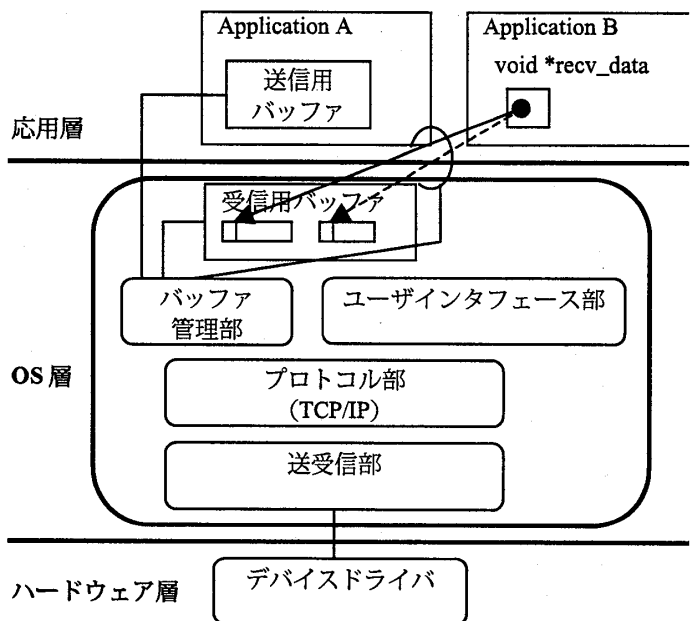 Application A
送信用
バッファ
Application B
void *recv_data
応用層
受信用バッファ
バッファ
管理部
ユーザインタフェース部
OS 層
プロトコル部
（TCP/IP）
送受信部
ハードウェア層
デバイスドライバ